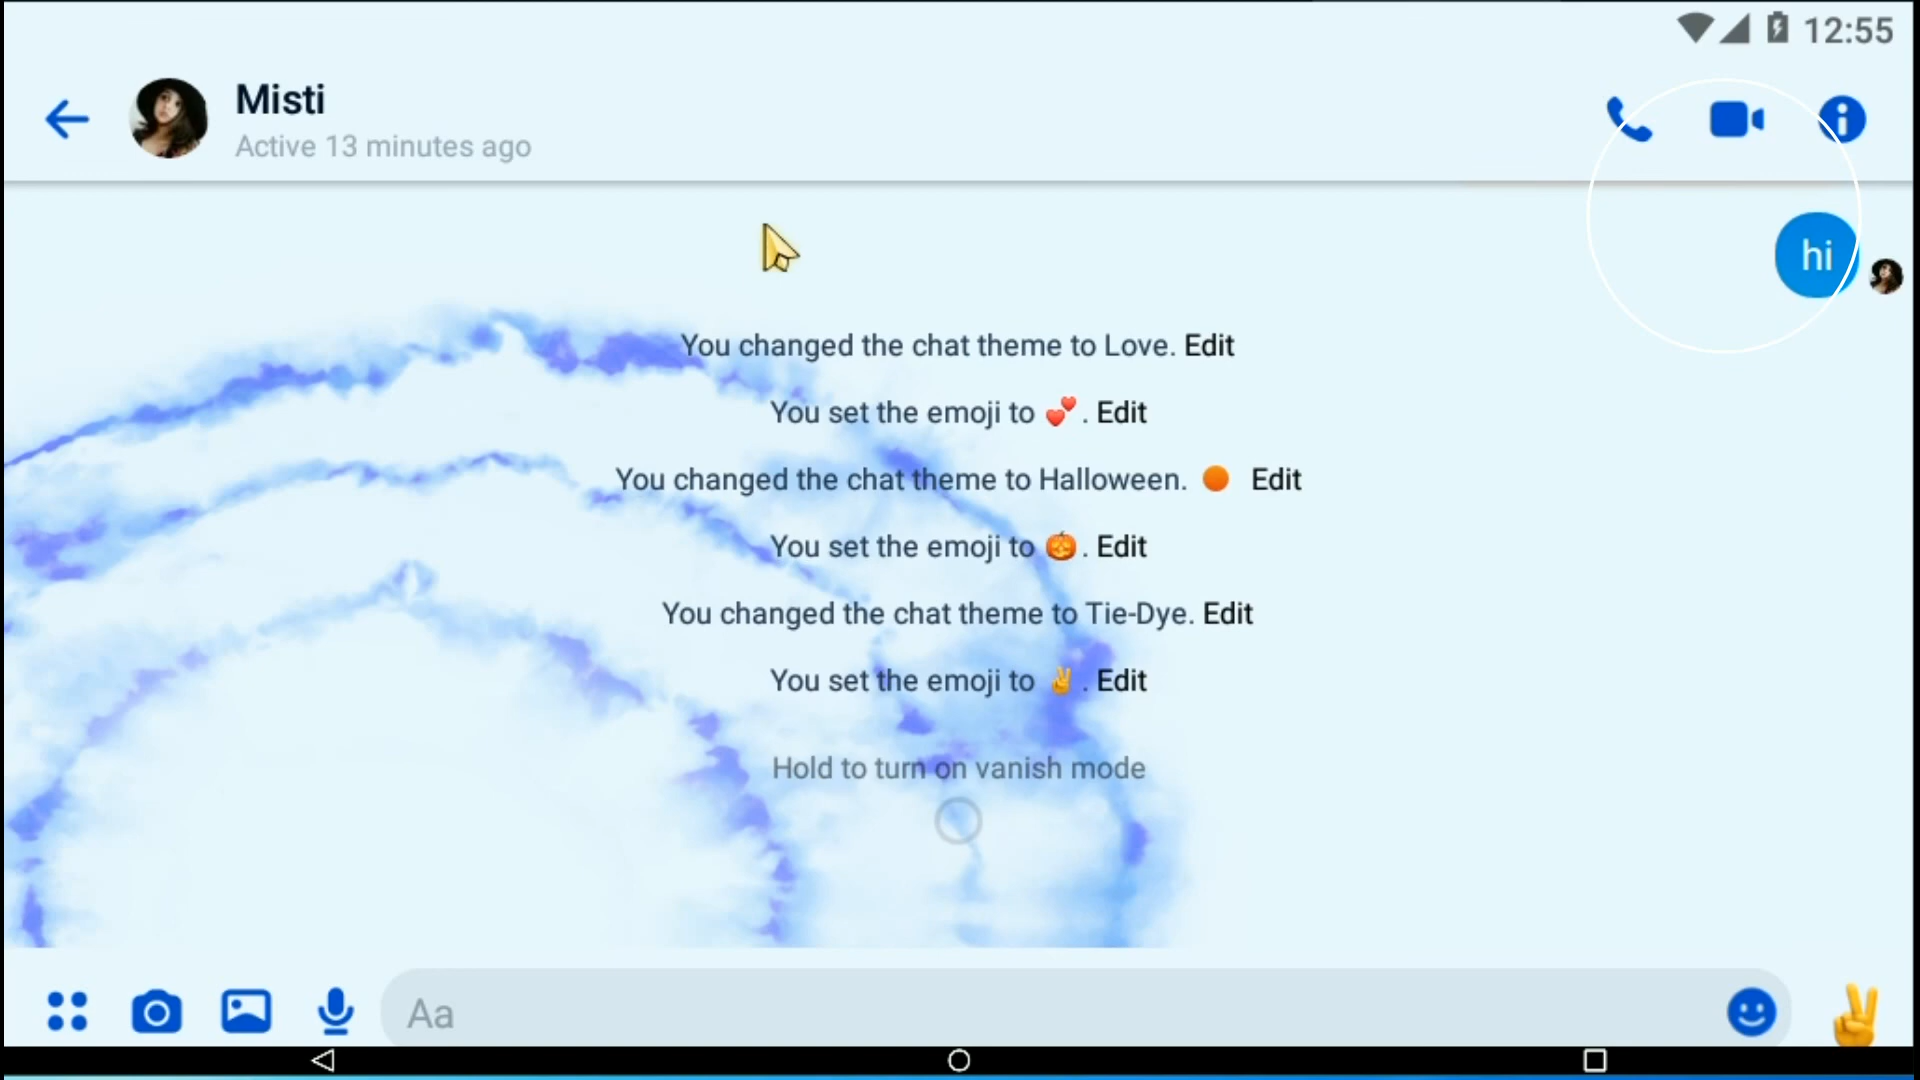 12:55
Misti
Active 13 minutes ago
hi
You changed the chat theme to Love. Edit
You set the emoji to 💕. Edit
You changed the chat theme to Halloween. 🟠 Edit
You set the emoji to 🎃. Edit
You changed the chat theme to Tie-Dye. Edit
You set the emoji to ✌. Edit
Hold to turn on vanish mode
Aa